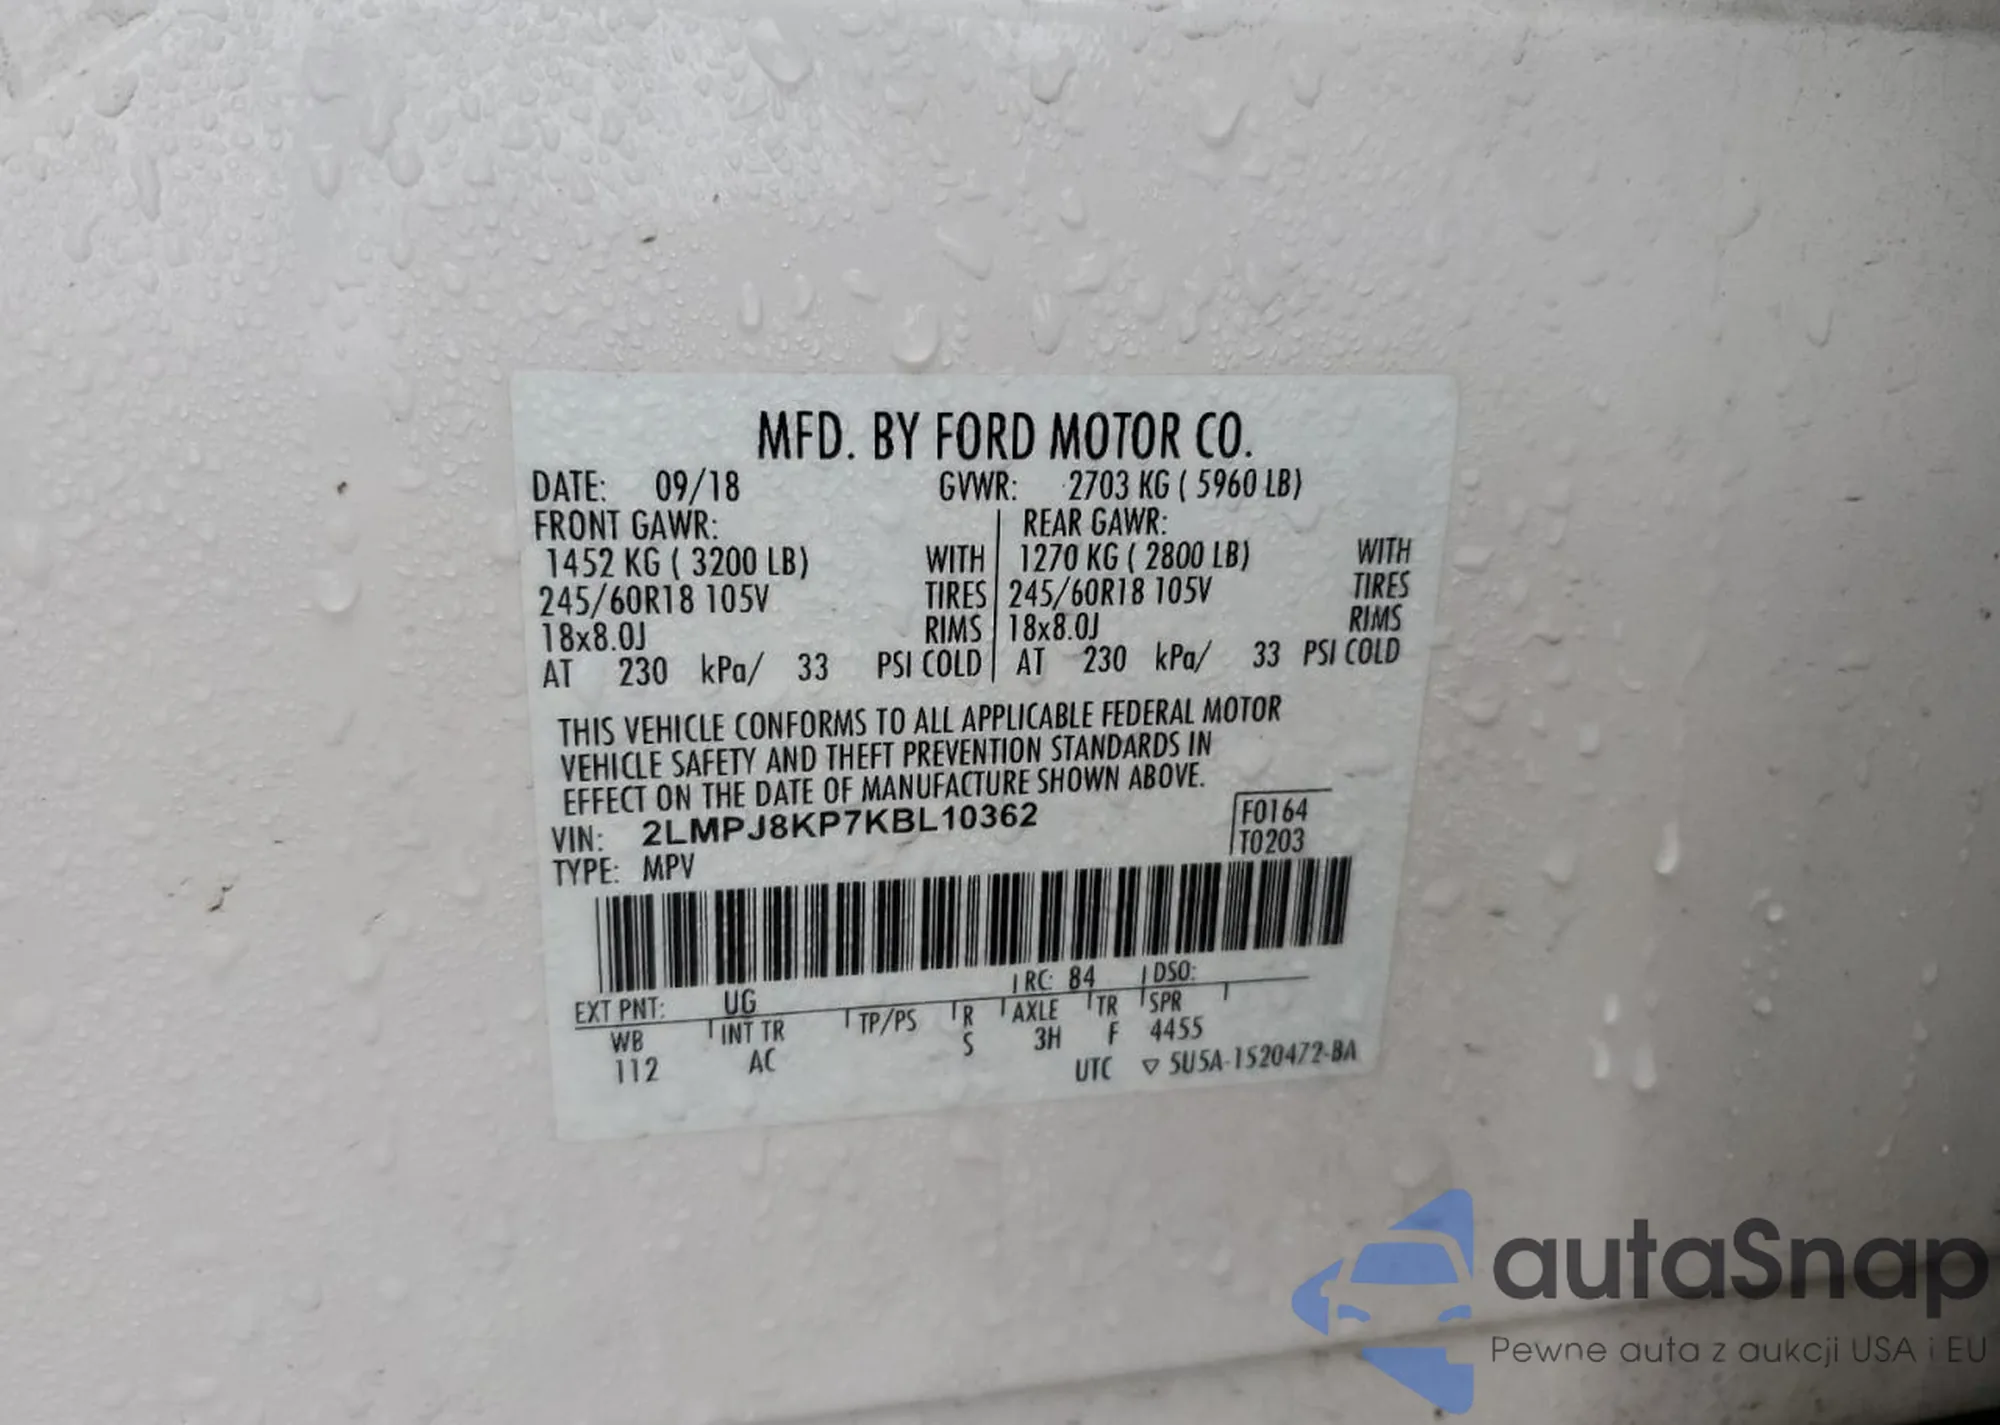 MFD. BY FORD MOTOR CO.
DATE: 09/18 GVWR: 2703 KG ( 5960 LB)
FRONT GAWR: REAR GAWR:
1452 KG ( 3200 LB) WITH 1270 KG ( 2800 LB) WITH
245/60R18 105V TIRES 245/60R18 105V TIRES
18x8.0J RIMS 18x8.0J RIMS
AT 230 kPa/ 33 PSI COLD AT 230 kPa/ 33 PSI COLD
THIS VEHICLE CONFORMS TO ALL APPLICABLE FEDERAL MOTOR
VEHICLE SAFETY AND THEFT PREVENTION STANDARDS IN
EFFECT ON THE DATE OF MANUFACTURE SHOWN ABOVE.
VIN: 2LMPJ8KP7KBL10362 F0164
TYPE: MPV T0203
EXT PNT: UG RC: 84 DSO:
WB INT TR TP/PS R AXLE TR SPR
112 AC S 3H F 4455
UTC ▽ 5U5A-1520472-BA
autaSnap
Pewne auta z aukcji USA i EU